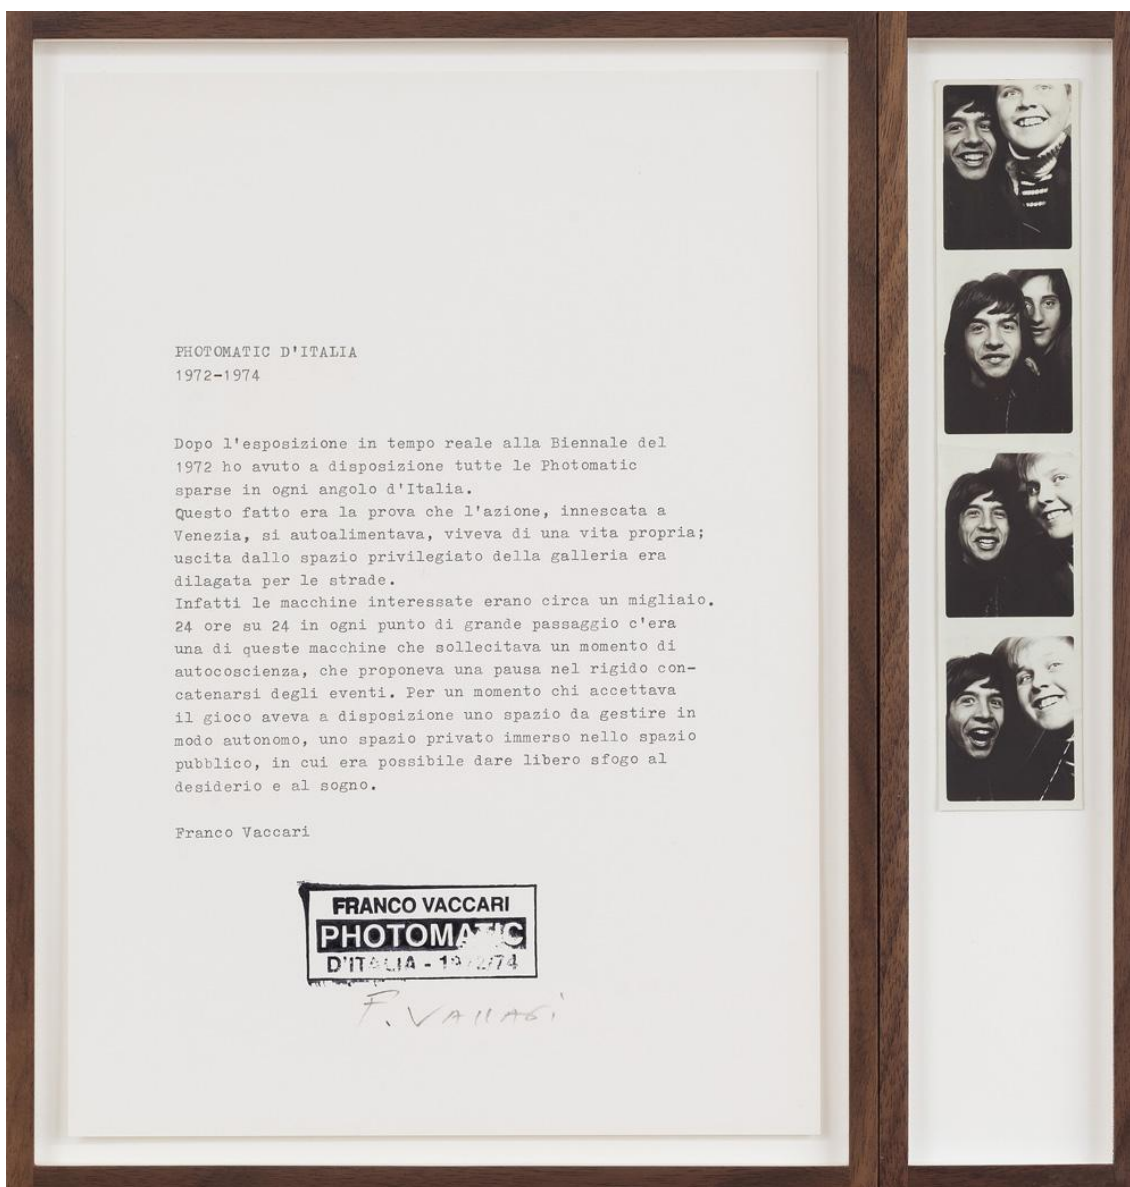 PHOTOMATIC D'ITALIA
1972-1974
Dopo l'esposizione in tempo reale alla Biennale del
1972 ho avuto a disposizione tutte le Photomatic
sparse in ogni angolo d'Italia.
Questo fatto era la prova che l'azione, innescata a
Venezia, si autoalimentava, viveva di una vita propria;
uscita dallo spazio privilegiato della galleria era
dilagata per le strade.
Infatti le macchine interessate erano circa un migliaio.
24 ore su 24 in ogni punto di grande passaggio c'era
una di queste macchine che sollecitava un momento di
autocoscienza, che proponeva una pausa nel rigido con-
catenarsi degli eventi. Per un momento chi accettava
il gioco aveva a disposizione uno spazio da gestire in
modo autonomo, uno spazio privato immerso nello spazio
pubblico, in cui era possibile dare libero sfogo al
desiderio e al sogno.
Franco Vaccari
FRANCO VACCARI
PHOTOMATIC
D'ITALIA - 1972/74
F. VACCARI